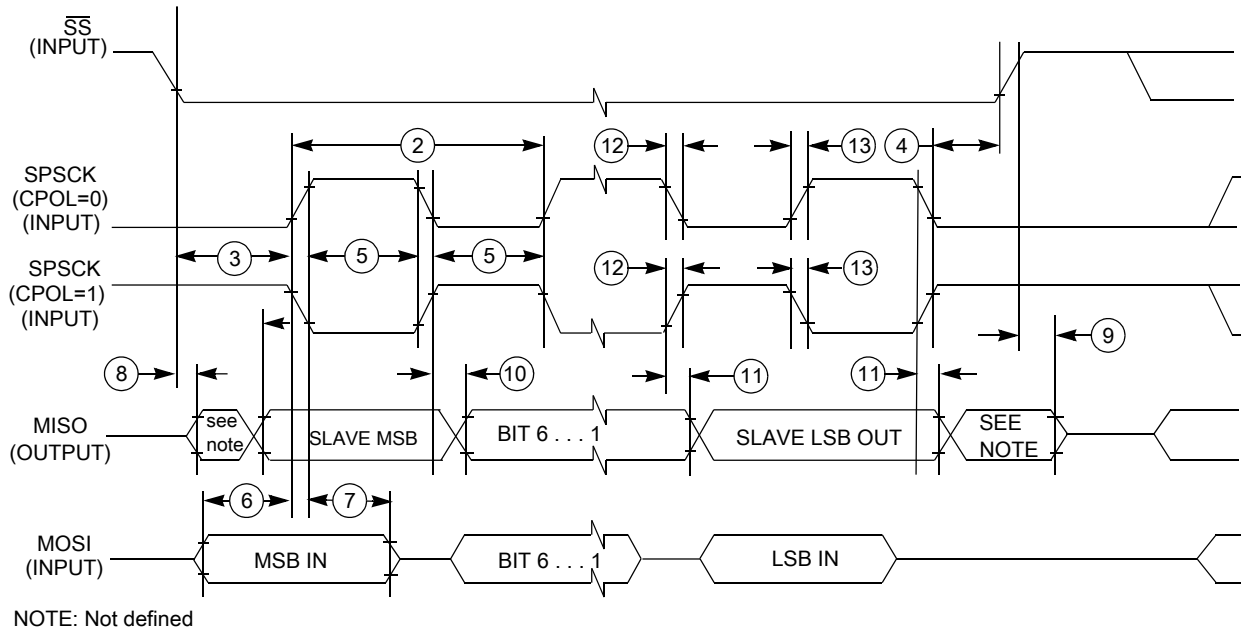 SS
(INPUT)
2
12
13
4
SPSCK
(CPOL=0)
(INPUT)
3
5
5
SPSCK
(CPOL=1)
(INPUT)
12
13
8
10
11
11
9
MISO
(OUTPUT)
see
note
SLAVE MSB
BIT 6 . . . 1
SLAVE LSB OUT
SEE
NOTE
6
7
MOSI
(INPUT)
MSB IN
BIT 6 . . . 1
LSB IN
NOTE: Not defined